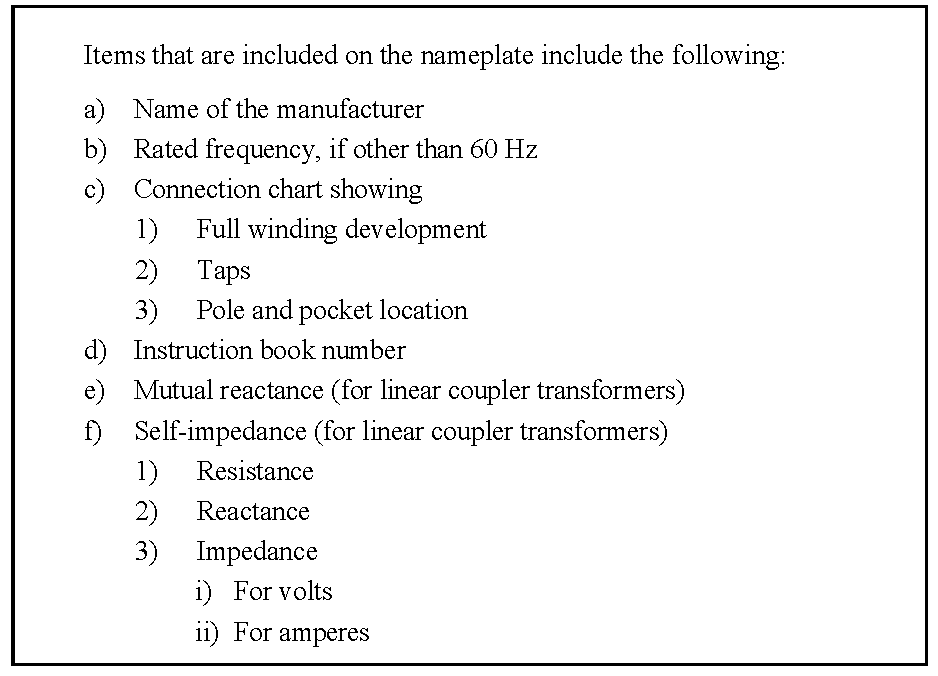 Items that are included on the nameplate include the following:
a) Name of the manufacturer
b) Rated frequency, if other than 60 Hz
c) Connection chart showing
1) Full winding development
2) Taps
3) Pole and pocket location
d) Instruction book number
e) Mutual reactance (for linear coupler transformers)
f) Self-impedance (for linear coupler transformers)
1) Resistance
2) Reactance
3) Impedance
i) For volts
ii) For amperes